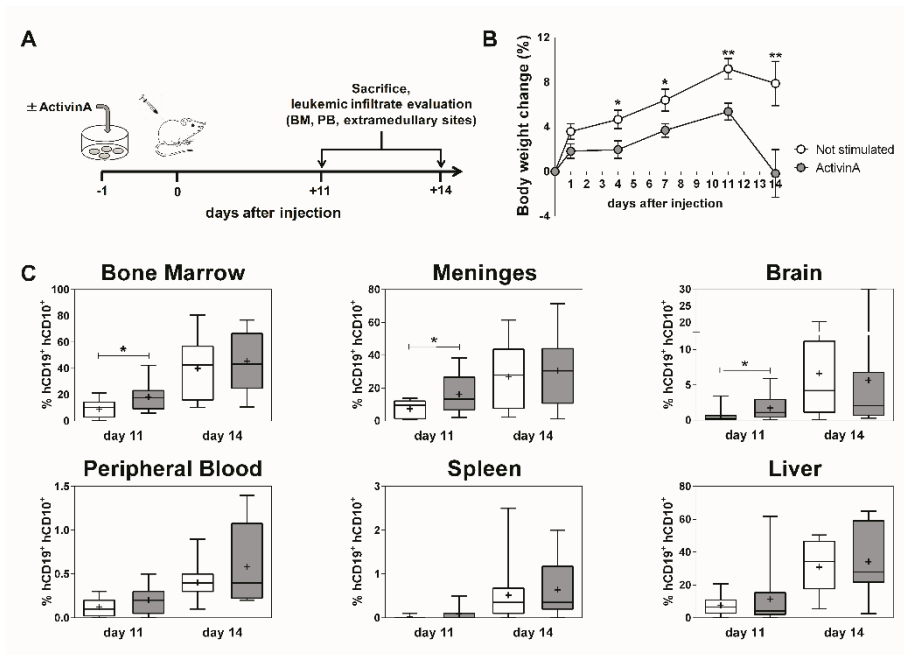 A
± ActivinA
Sacrifice,
leukemic infiltrate evaluation
(BM, PB, extramedullary sites)
-1 0 +11 +14
days after injection
B
Body weight change (%)
12
8
4
0
-4
** **
* *
1 2 3 4 5 6 7 8 9 10 11 12 13 14
days after injection
Not stimulated
ActivinA
C
Bone Marrow
% hCD19+ hCD10+
100
80
60
40
20
0
*
day 11 day 14
Meninges
% hCD19+ hCD10+
80
60
40
20
0
*
day 11 day 14
Brain
% hCD19+ hCD10+
30
25
20
10
5
0
*
day 11 day 14
Peripheral Blood
% hCD19+ hCD10+
1.5
1.0
0.5
0.0
day 11 day 14
Spleen
% hCD19+ hCD10+
3
2
1
0
day 11 day 14
Liver
% hCD19+ hCD10+
80
60
40
20
0
day 11 day 14